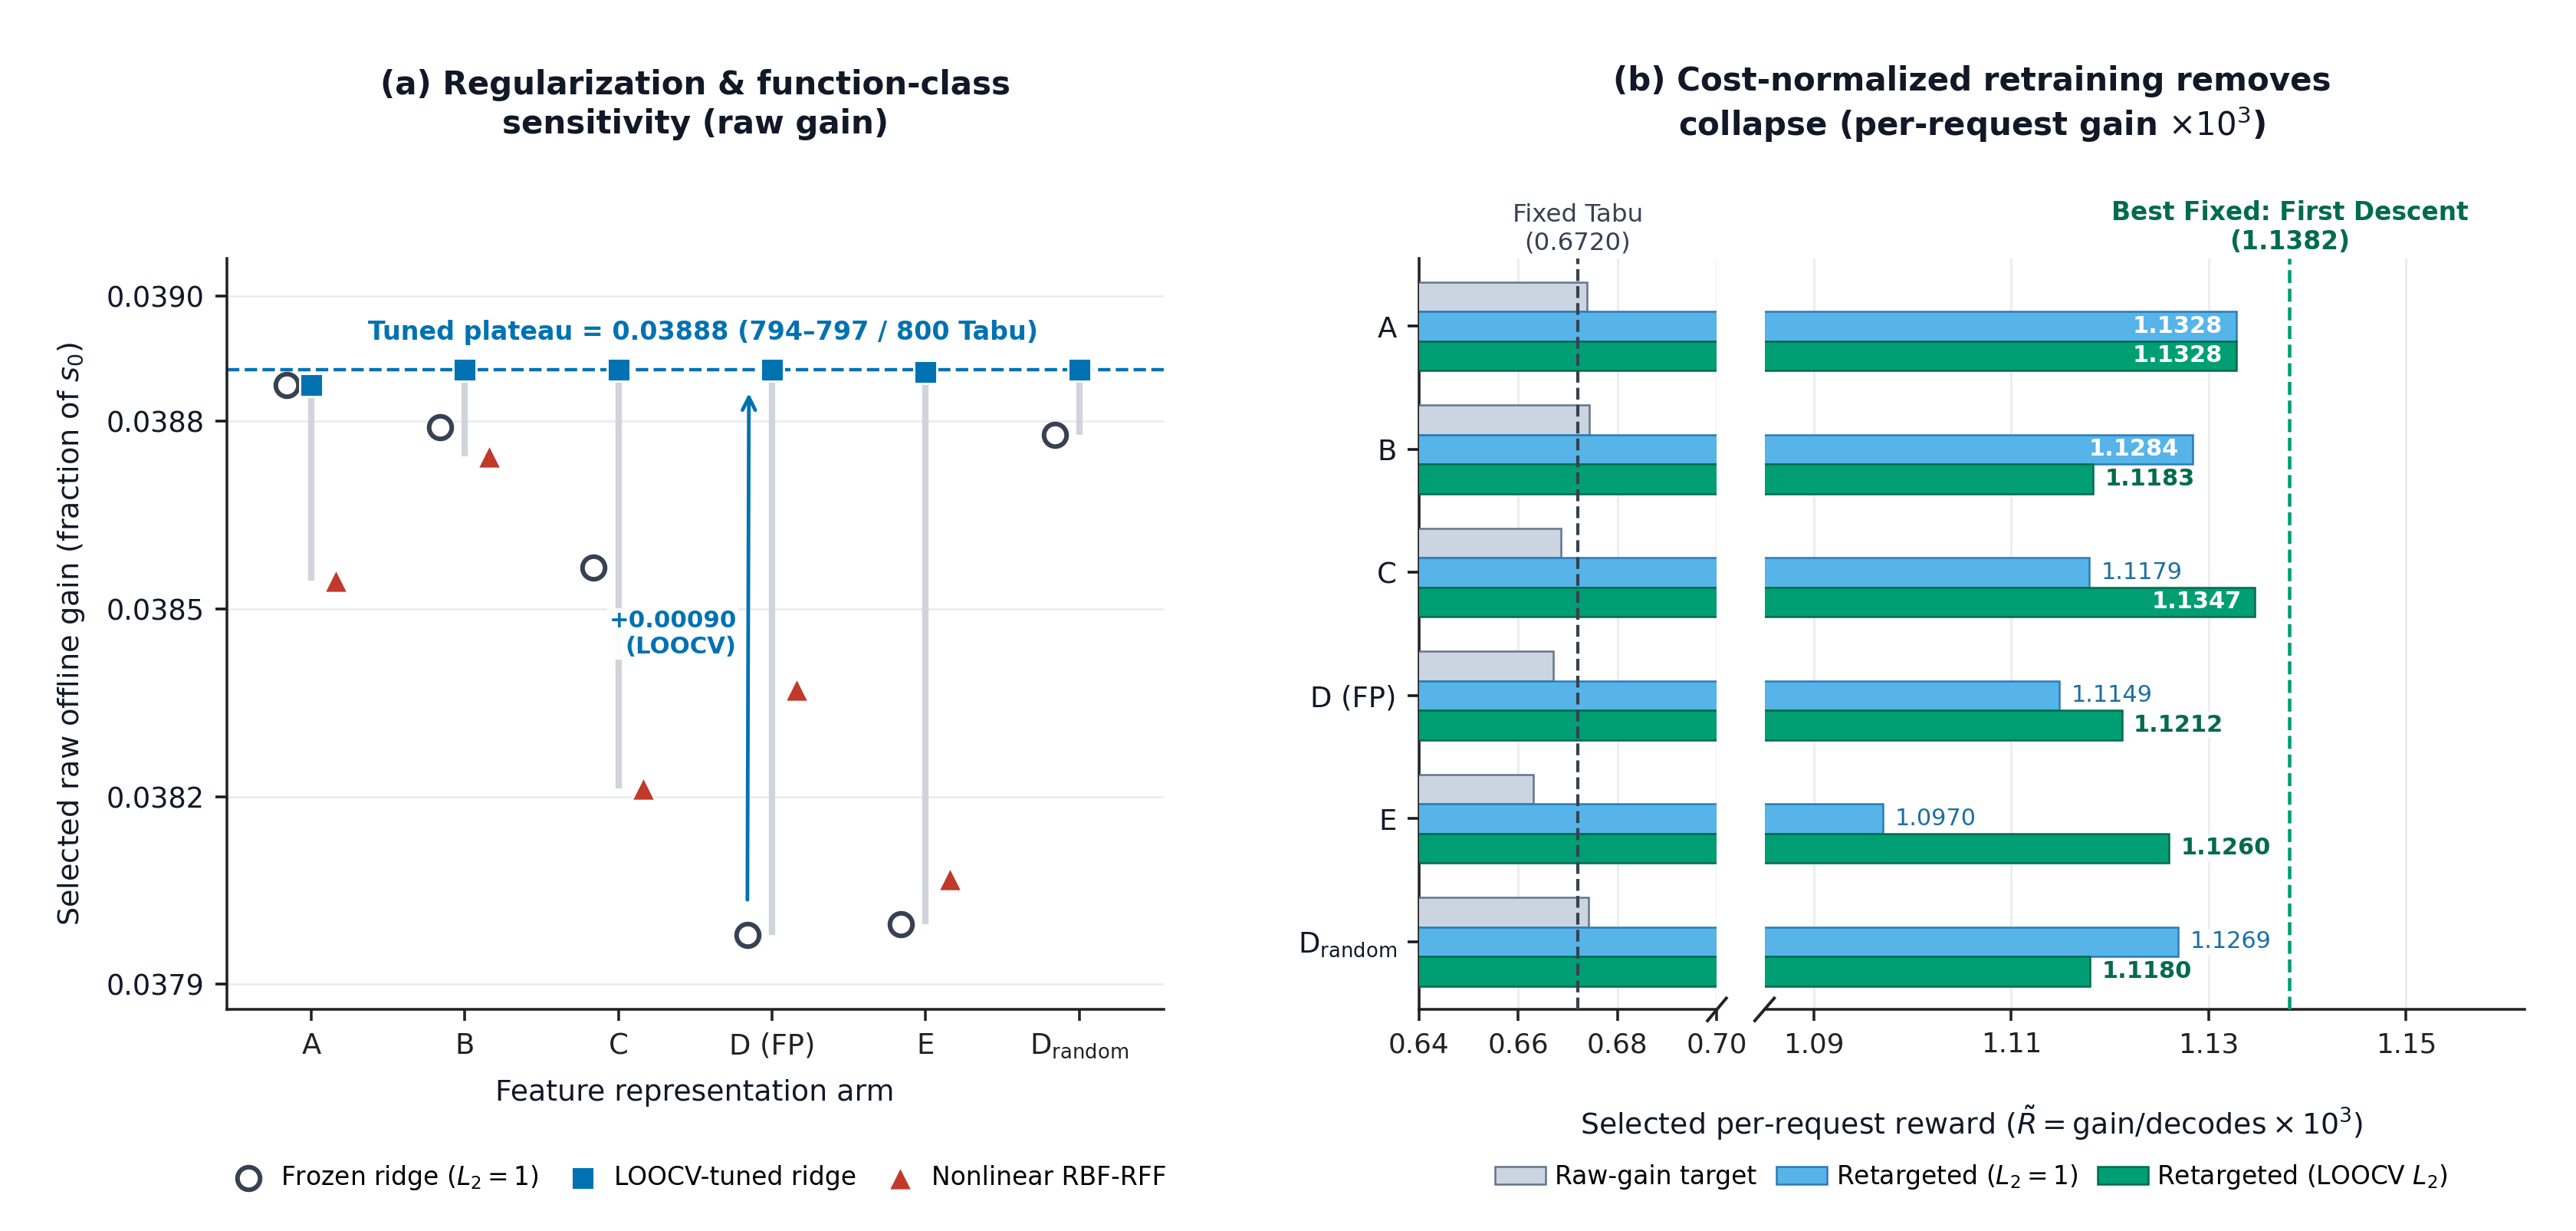 (a) Regularization & function-class
sensitivity (raw gain)
Selected raw offline gain (fraction of s₀)
0.0390
0.0388
0.0385
0.0382
0.0379
Tuned plateau = 0.03888 (794–797 / 800 Tabu)
+0.00090
(LOOCV)
A
B
C
D (FP)
E
D_random
Feature representation arm
Frozen ridge (L₂ = 1)
LOOCV-tuned ridge
Nonlinear RBF-RFF
(b) Cost-normalized retraining removes
collapse (per-request gain ×10³)
Fixed Tabu
(0.6720)
Best Fixed: First Descent
(1.1382)
A
1.1328
1.1328
B
1.1284
1.1183
C
1.1179
1.1347
D (FP)
1.1149
1.1212
E
1.0970
1.1260
D_random
1.1269
1.1180
0.64
0.66
0.68
0.70
1.09
1.11
1.13
1.15
Selected per-request reward (R̃ = gain/decodes × 10³)
Raw-gain target
Retargeted (L₂ = 1)
Retargeted (LOOCV L₂)